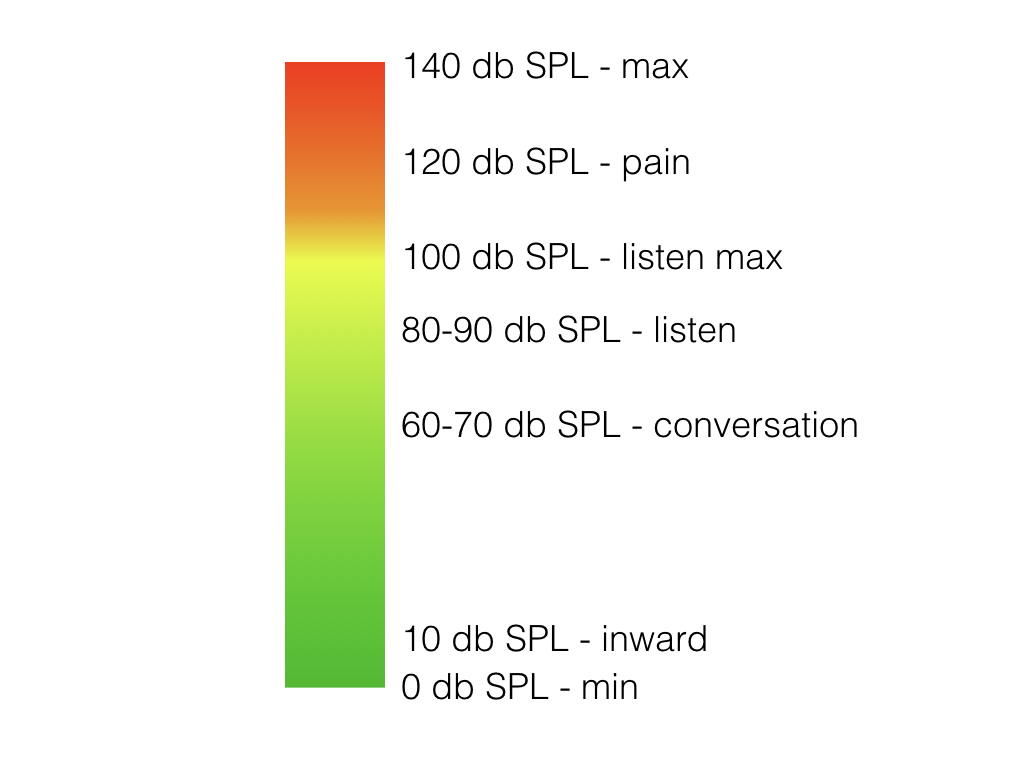 140 db SPL - max
120 db SPL - pain
100 db SPL - listen max
80-90 db SPL - listen
60-70 db SPL - conversation
10 db SPL - inward
0 db SPL - min